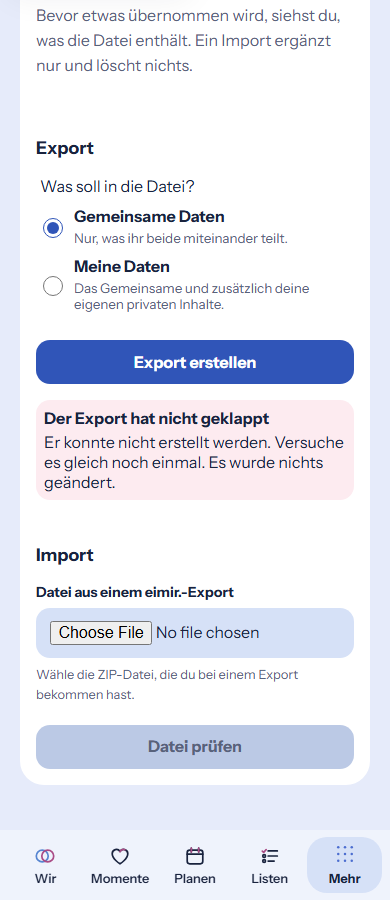 Bevor etwas übernommen wird, siehst du,
was die Datei enthält. Ein Import ergänzt
nur und löscht nichts.
Export
Was soll in die Datei?
Gemeinsame Daten
Nur, was ihr beide miteinander teilt.
Meine Daten
Das Gemeinsame und zusätzlich deine
eigenen privaten Inhalte.
Export erstellen
Der Export hat nicht geklappt
Er konnte nicht erstellt werden. Versuche
es gleich noch einmal. Es wurde nichts
geändert.
Import
Datei aus einem eimir.-Export
Choose File No file chosen
Wähle die ZIP-Datei, die du bei einem Export
bekommen hast.
Datei prüfen
Wir Momente Planen Listen Mehr